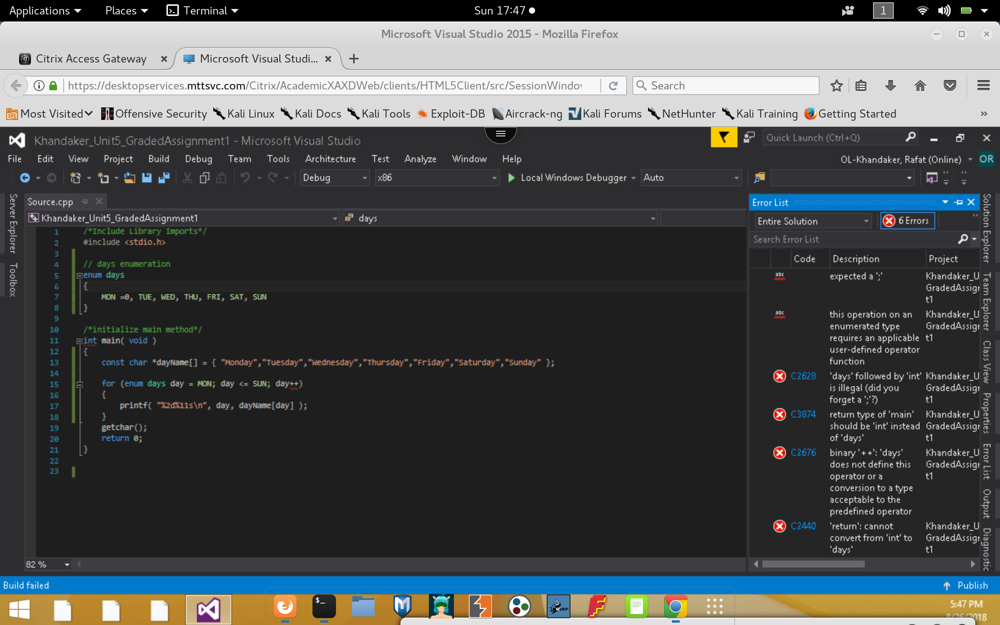 Applications Places Terminal Sun 17:47 1
Microsoft Visual Studio 2015 - Mozilla Firefox
Citrix Access Gateway Microsoft Visual Studi...
https://desktopservices.mttsvc.com/Citrix/AcademicXAXDWeb/clients/HTML5Client/src/SessionWindow Search
Most Visited Offensive Security Kali Linux Kali Docs Kali Tools Exploit-DB Aircrack-ng Kali Forums NetHunter Kali Training Getting Started »
Khandaker_Unit5_GradedAssignment1 - Microsoft Visual Studio Quick Launch (Ctrl+Q)
File Edit View Project Build Debug Team Tools Architecture Test Analyze Window Help OL-Khandaker, Rafat (Online) OR
Debug x86 Local Windows Debugger Auto
Server Explorer
Toolbox
Source.cpp
Khandaker_Unit5_GradedAssignment1 days
1 /*Include Library Imports*/
2 #include <stdio.h>
3
4 // days enumeration
5 enum days
6 {
7 MON =0, TUE, WED, THU, FRI, SAT, SUN
8 }
9
10 /*initialize main method*/
11 int main( void )
12 {
13 const char *dayName[] = { "Monday","Tuesday","Wednesday","Thursday","Friday","Saturday","Sunday" };
14
15 for (enum days day = MON; day <= SUN; day++)
16 {
17 printf( "%2d%11s\n", day, dayName[day] );
18 }
19 getchar();
20 return 0;
21 }
22
23
82 %
Error List
Entire Solution 6 Errors
Search Error List
Code Description Project
abc expected a ';' Khandaker_U
GradedAssigr
t1
abc this operation on an Khandaker_U
enumerated type GradedAssigr
requires an applicable t1
user-defined operator
function
C2628 'days' followed by 'int' Khandaker_U
is illegal (did you GradedAssigr
forget a ';'?) t1
C3874 return type of 'main' Khandaker_U
should be 'int' instead GradedAssigr
of 'days' t1
C2676 binary '++': 'days' Khandaker_U
does not define this GradedAssigr
operator or a t1
conversion to a type
acceptable to the
predefined operator
C2440 'return': cannot Khandaker_U
convert from 'int' to GradedAssigr
'days' t1
Solution Explorer
Team Explorer
Class View
Properties
Error List
Output
Diagnostic
Build failed Publish
$_ M BeEF 5:47 PM
8/26/2018